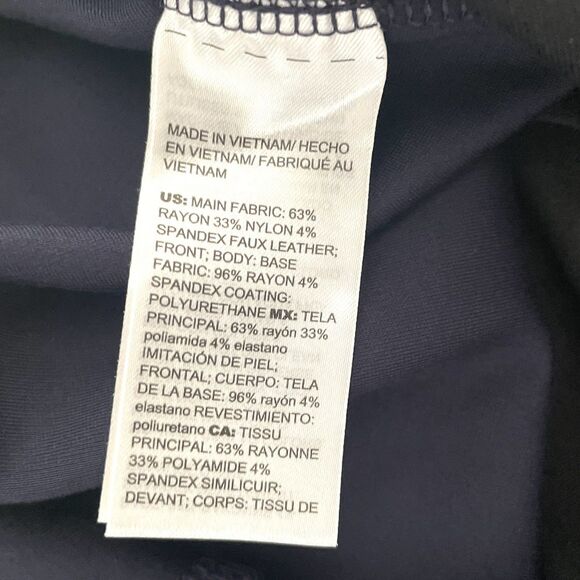 MADE IN VIETNAM/ HECHO
EN VIETNAM/ FABRIQUÉ AU
VIETNAM
US: MAIN FABRIC: 63%
RAYON 33% NYLON 4%
SPANDEX FAUX LEATHER;
FRONT; BODY: BASE
FABRIC: 96% RAYON 4%
SPANDEX COATING:
POLYURETHANE MX: TELA
PRINCIPAL: 63% rayón 33%
poliamida 4% elastano
IMITACIÓN DE PIEL;
FRONTAL; CUERPO: TELA
DE LA BASE: 96% rayón 4%
elastano REVESTIMIENTO:
poliuretano CA: TISSU
PRINCIPAL: 63% RAYONNE
33% POLYAMIDE 4%
SPANDEX SIMILICUIR;
DEVANT; CORPS: TISSU DE